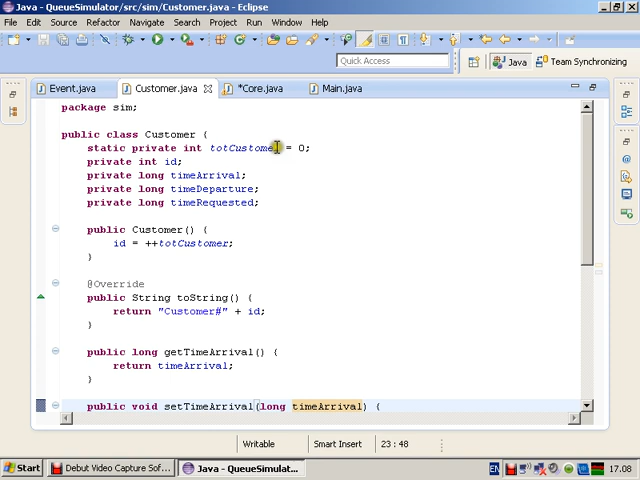 Java - QueueSimulator/src/sim/Customer.java - Eclipse
File Edit Source Refactor Navigate Search Project Run Window Help
Quick Access
Java
Team Synchronizing
Event.java
Customer.java
*Core.java
Main.java
package sim;
public class Customer {
static private int totCustomer = 0;
private int id;
private long timeArrival;
private long timeDeparture;
private long timeRequested;
public Customer() {
id = ++totCustomer;
}
@Override
public String toString() {
return "Customer#" + id;
}
public long getTimeArrival() {
return timeArrival;
}
public void setTimeArrival(long timeArrival) {
Writable
Smart Insert
23 : 48
Start
Debut Video Capture Sof...
Java - QueueSimulat...
EN
17.08